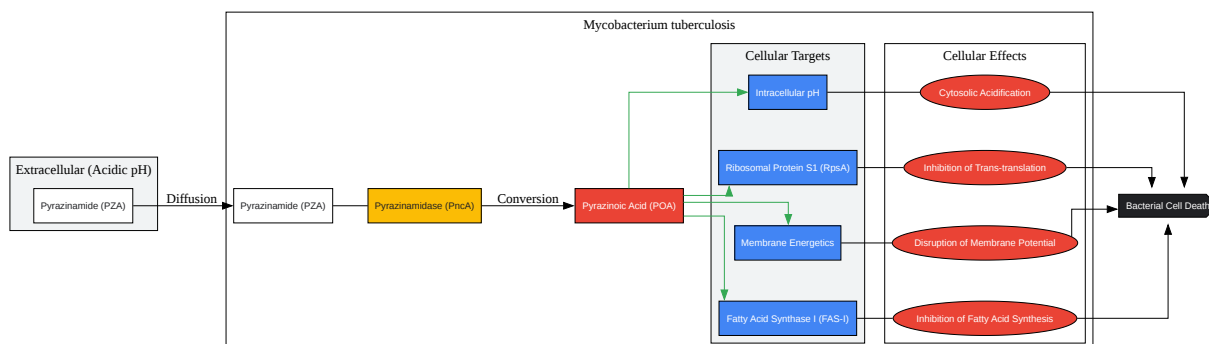 Mycobacterium tuberculosis
Cellular Targets
Cellular Effects
Intracellular pH
Cytosolic Acidification
Extracellular (Acidic pH)
Ribosomal Protein S1 (RpsA)
Inhibition of Trans-translation
Pyrazinamide (PZA)
Diffusion
Pyrazinamide (PZA)
Pyrazinamidase (PncA)
Conversion
Pyrazinoic Acid (POA)
Bacterial Cell Death
Membrane Energetics
Disruption of Membrane Potential
Fatty Acid Synthase I (FAS-I)
Inhibition of Fatty Acid Synthesis